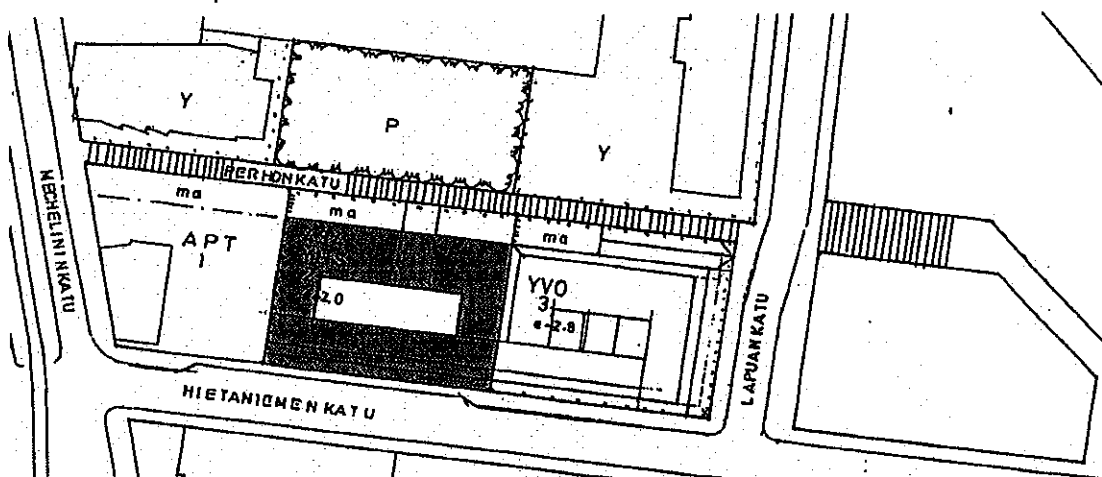 Y
P
Y
PERHONKATU
ma
ma
ma
APT
1
YVO
3
e=2.8
2.0
MECHELININKATU
LAPUANKATU
HIETANIEMENKATU